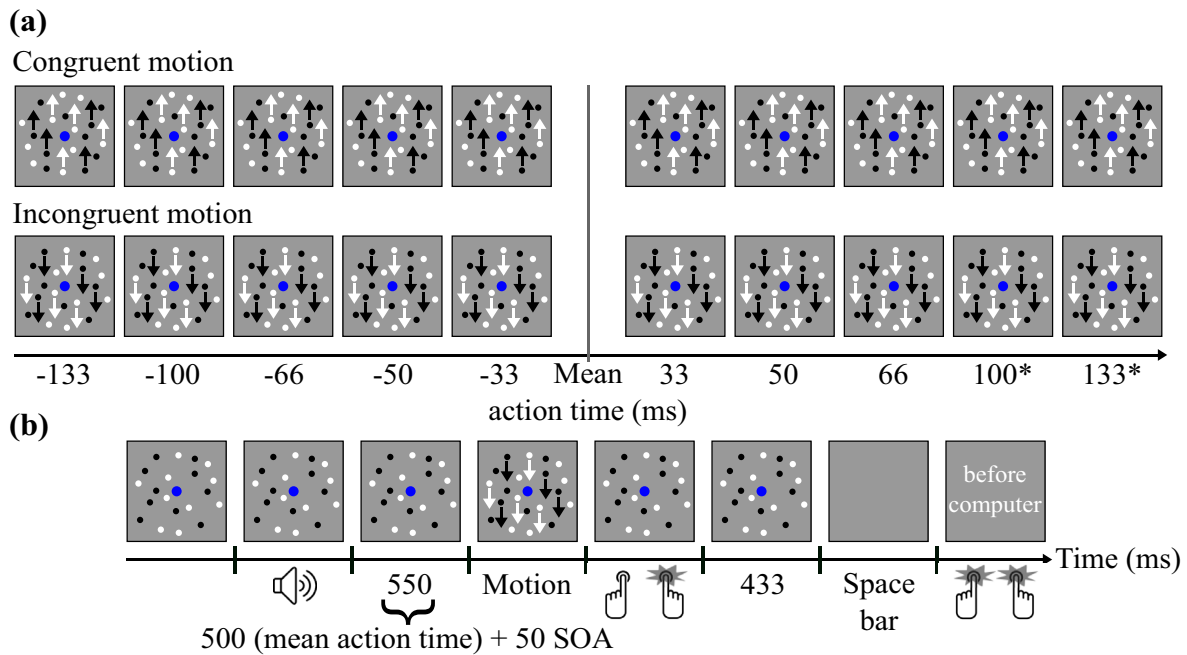 (a)
Congruent motion
Incongruent motion
-133 -100 -66 -50 -33 Mean 33 50 66 100* 133*
action time (ms)
(b)
before
computer
Time (ms)
550 Motion 433 Space
bar
500 (mean action time) + 50 SOA